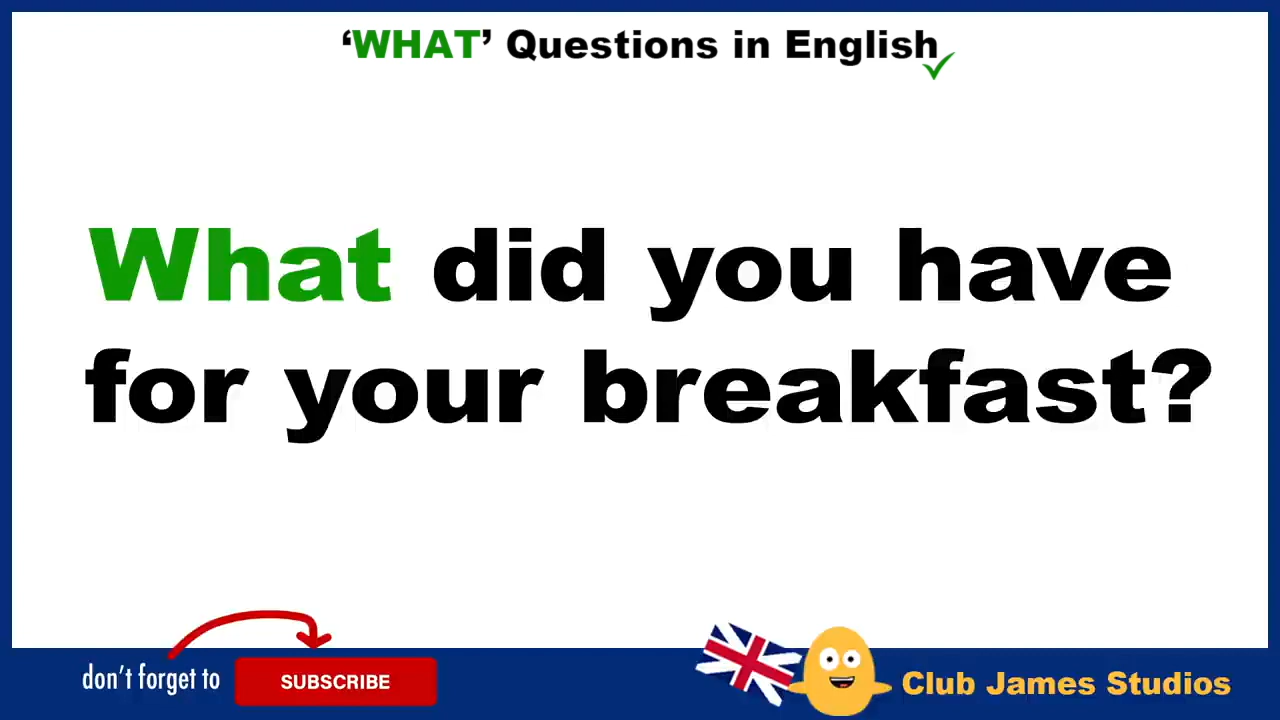 ‘WHAT’ Questions in English
What did you have
for your breakfast?
don't forget to SUBSCRIBE
Club James Studios